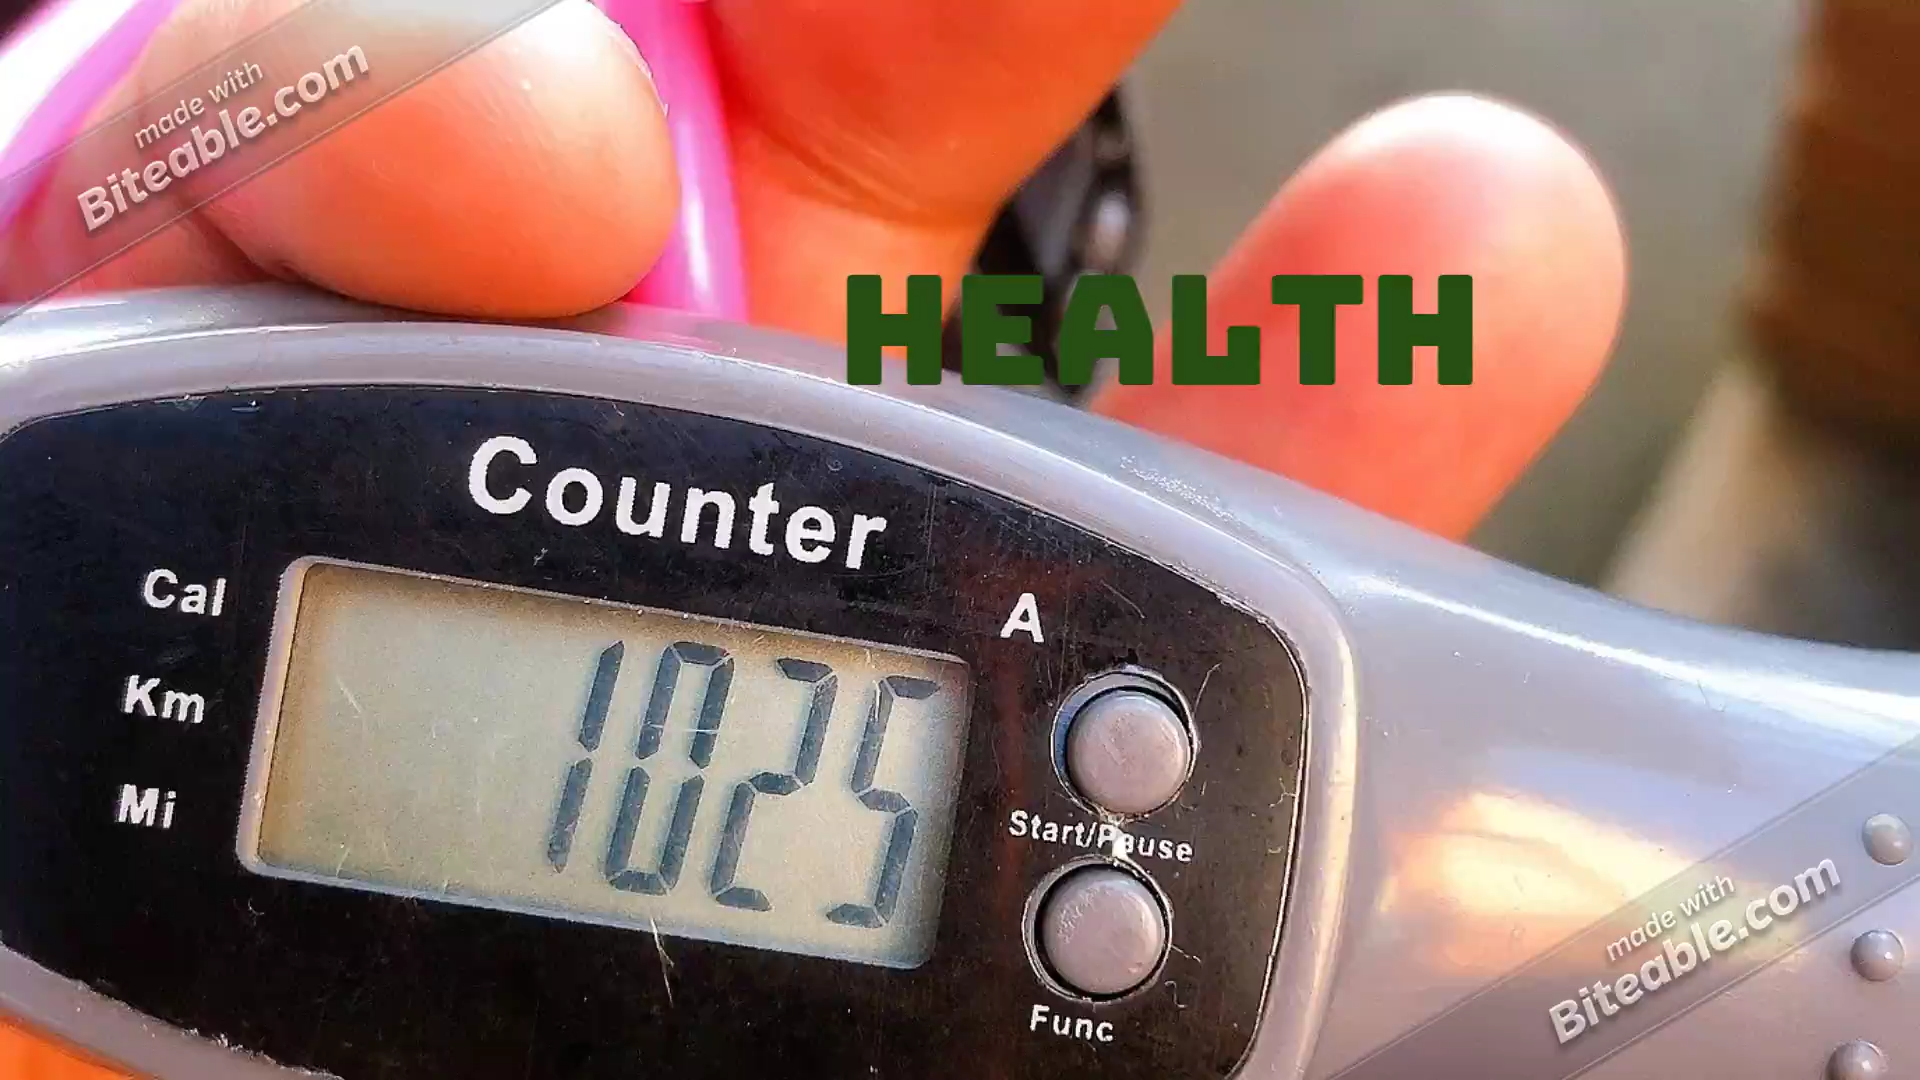 made with
Biteable.com
HEALTH
Counter
Cal
Km
Mi
1025
A
Start/Pause
Func
made with
Biteable.com